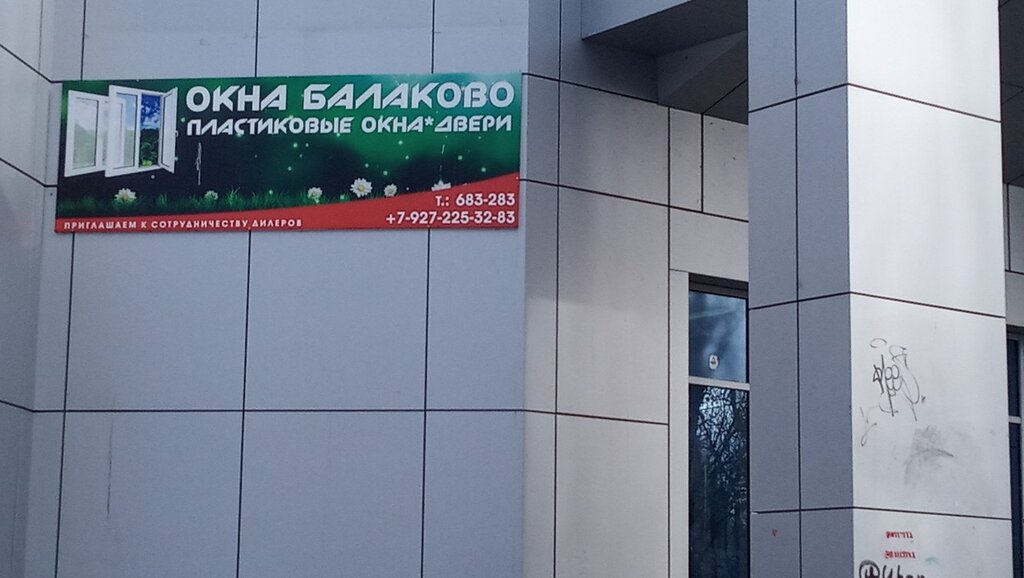 ОКНА БАЛАКОВО
ПЛАСТИКОВЫЕ ОКНА*ДВЕРИ
Т.: 683-283
+7-927-225-32-83
ПРИГЛАШАЕМ К СОТРУДНИЧЕСТВУ ДИЛЕРОВ